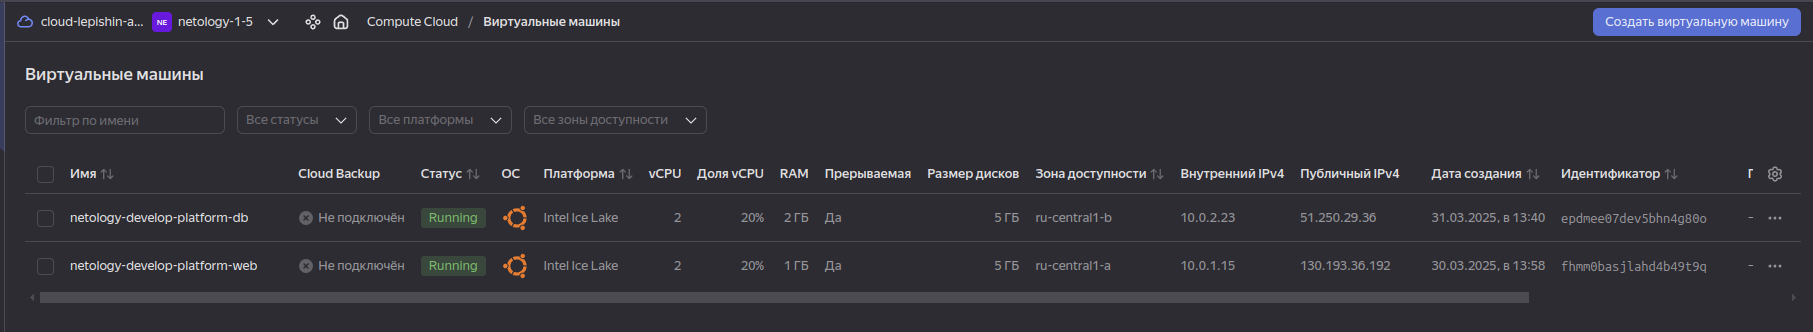 cloud-lepishin-a... NE netology-1-5 Compute Cloud / Виртуальные машины Создать виртуальную машину
Виртуальные машины
Фильтр по имени Все статусы Все платформы Все зоны доступности
Имя Cloud Backup Статус ОС Платформа vCPU Доля vCPU RAM Прерываемая Размер дисков Зона доступности Внутренний IPv4 Публичный IPv4 Дата создания Идентификатор
netology-develop-platform-db Не подключён Running Intel Ice Lake 2 20% 2 ГБ Да 5 ГБ ru-central1-b 10.0.2.23 51.250.29.36 31.03.2025, в 13:40 epdmee07dev5bhn4g80o –
netology-develop-platform-web Не подключён Running Intel Ice Lake 2 20% 1 ГБ Да 5 ГБ ru-central1-a 10.0.1.15 130.193.36.192 30.03.2025, в 13:58 fhmm0basjlahd4b49t9q –